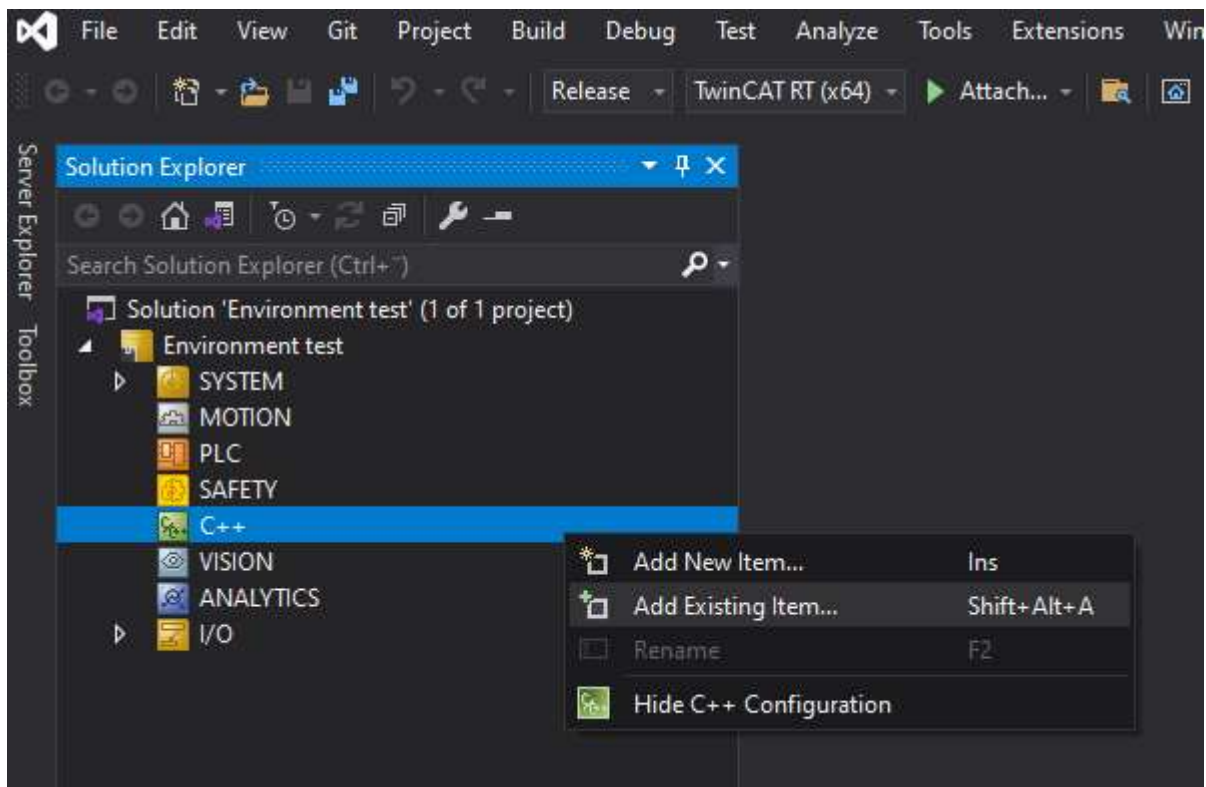 File Edit View Git Project Build Debug Test Analyze Tools Extensions Win
Release TwinCAT RT (x64) Attach...
Server Explorer
Toolbox
Solution Explorer
Search Solution Explorer (Ctrl+¨)
Solution 'Environment test' (1 of 1 project)
Environment test
SYSTEM
MOTION
PLC
SAFETY
C++
VISION
ANALYTICS
I/O
Add New Item... Ins
Add Existing Item... Shift+Alt+A
Rename F2
Hide C++ Configuration